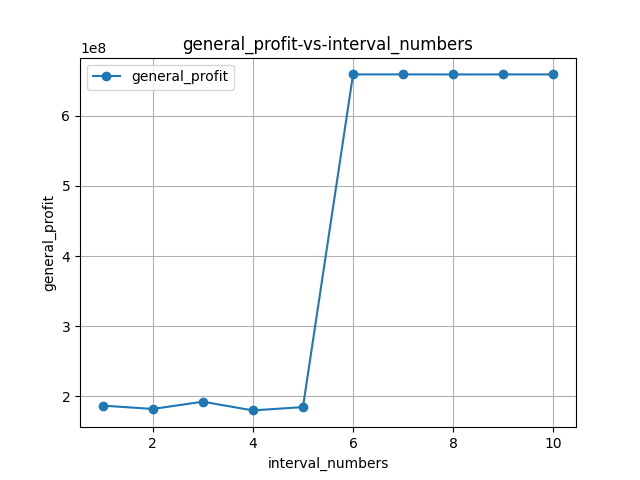 general_profit-vs-interval_numbers
1e8
general_profit
6
5
4
3
2
general_profit
2
4
6
8
10
interval_numbers